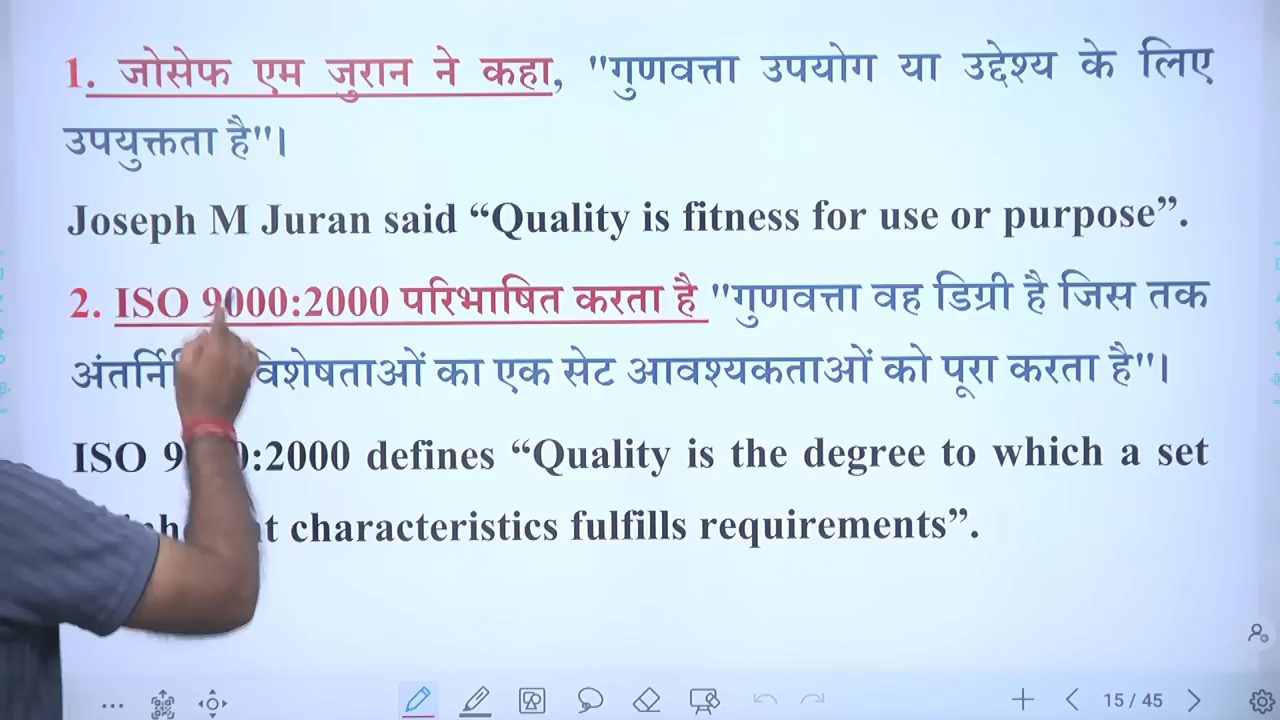 1. जोसेफ एम जुरान ने कहा, "गुणवत्ता उपयोग या उद्देश्य के लिए
उपयुक्तता है"।
Joseph M Juran said “Quality is fitness for use or purpose”.
2. ISO 9000:2000 परिभाषित करता है "गुणवत्ता वह डिग्री है जिस तक
विशेषताओं का एक सेट आवश्यकताओं को पूरा करता है"।
ISO :2000 defines “Quality is the degree to which a set
characteristics fulfills requirements”.
15 / 45